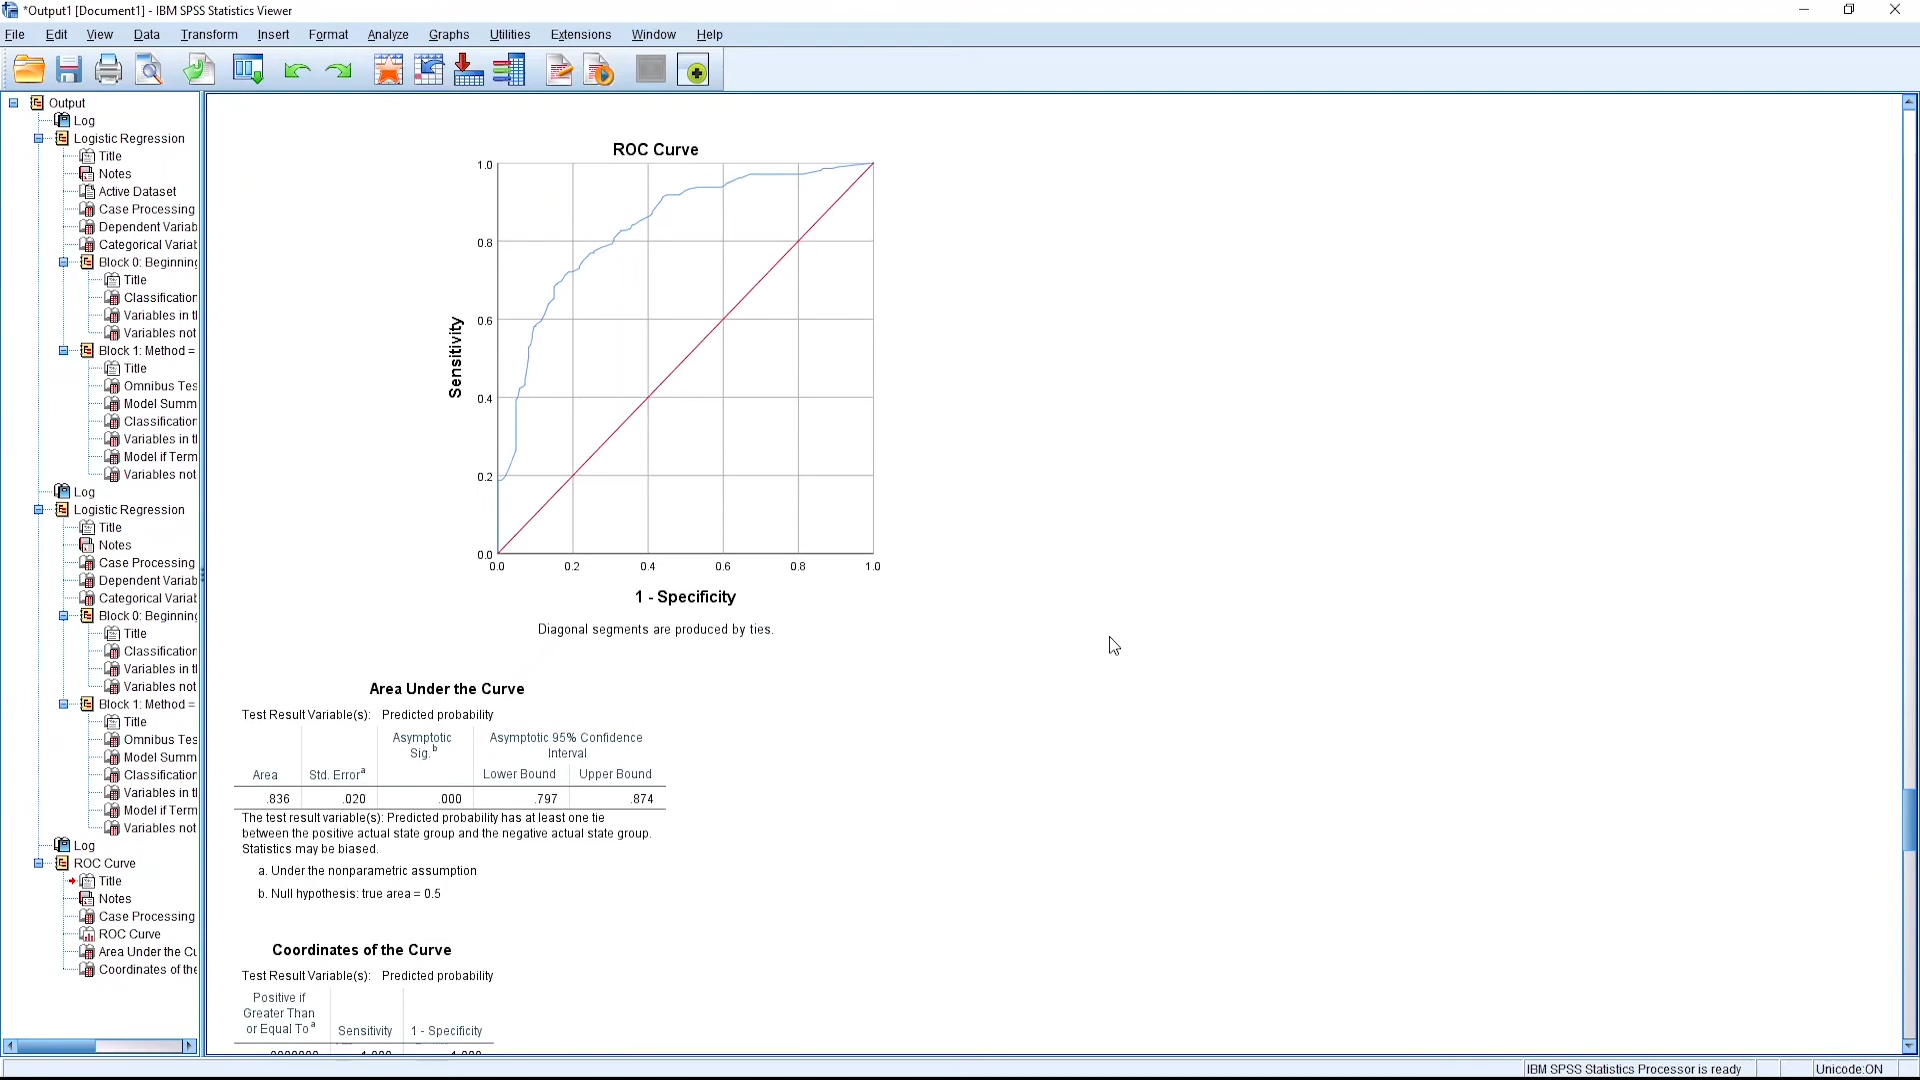 *Output1 [Document1] - IBM SPSS Statistics Viewer
File Edit View Data Transform Insert Format Analyze Graphs Utilities Extensions Window Help
Output
Log
Logistic Regression
Title
Notes
Active Dataset
Case Processing
Dependent Variab
Categorical Variab
Block 0: Beginning
Title
Classification
Variables in t
Variables not
Block 1: Method =
Title
Omnibus Tes
Model Summ
Classification
Variables in t
Model if Term
Variables not
Log
Logistic Regression
Title
Notes
Case Processing
Dependent Variab
Categorical Variab
Block 0: Beginning
Title
Classification
Variables in t
Variables not
Block 1: Method =
Title
Omnibus Tes
Model Summ
Classification
Variables in t
Model if Term
Variables not
Log
ROC Curve
Title
Notes
Case Processing
ROC Curve
Area Under the Cu
Coordinates of the
ROC Curve
1.0
0.8
0.6
0.4
0.2
0.0
Sensitivity
0.0 0.2 0.4 0.6 0.8 1.0
1 - Specificity
Diagonal segments are produced by ties.
Area Under the Curve
Test Result Variable(s): Predicted probability
Area Std. Error a Asymptotic Sig. b Asymptotic 95% Confidence Interval
Lower Bound Upper Bound
.836 .020 .000 .797 .874
The test result variable(s): Predicted probability has at least one tie
between the positive actual state group and the negative actual state group.
Statistics may be biased.
a. Under the nonparametric assumption
b. Null hypothesis: true area = 0.5
Coordinates of the Curve
Test Result Variable(s): Predicted probability
Positive if
Greater Than
or Equal To a Sensitivity 1 - Specificity
.0000000 1.000 1.000
IBM SPSS Statistics Processor is ready Unicode:ON